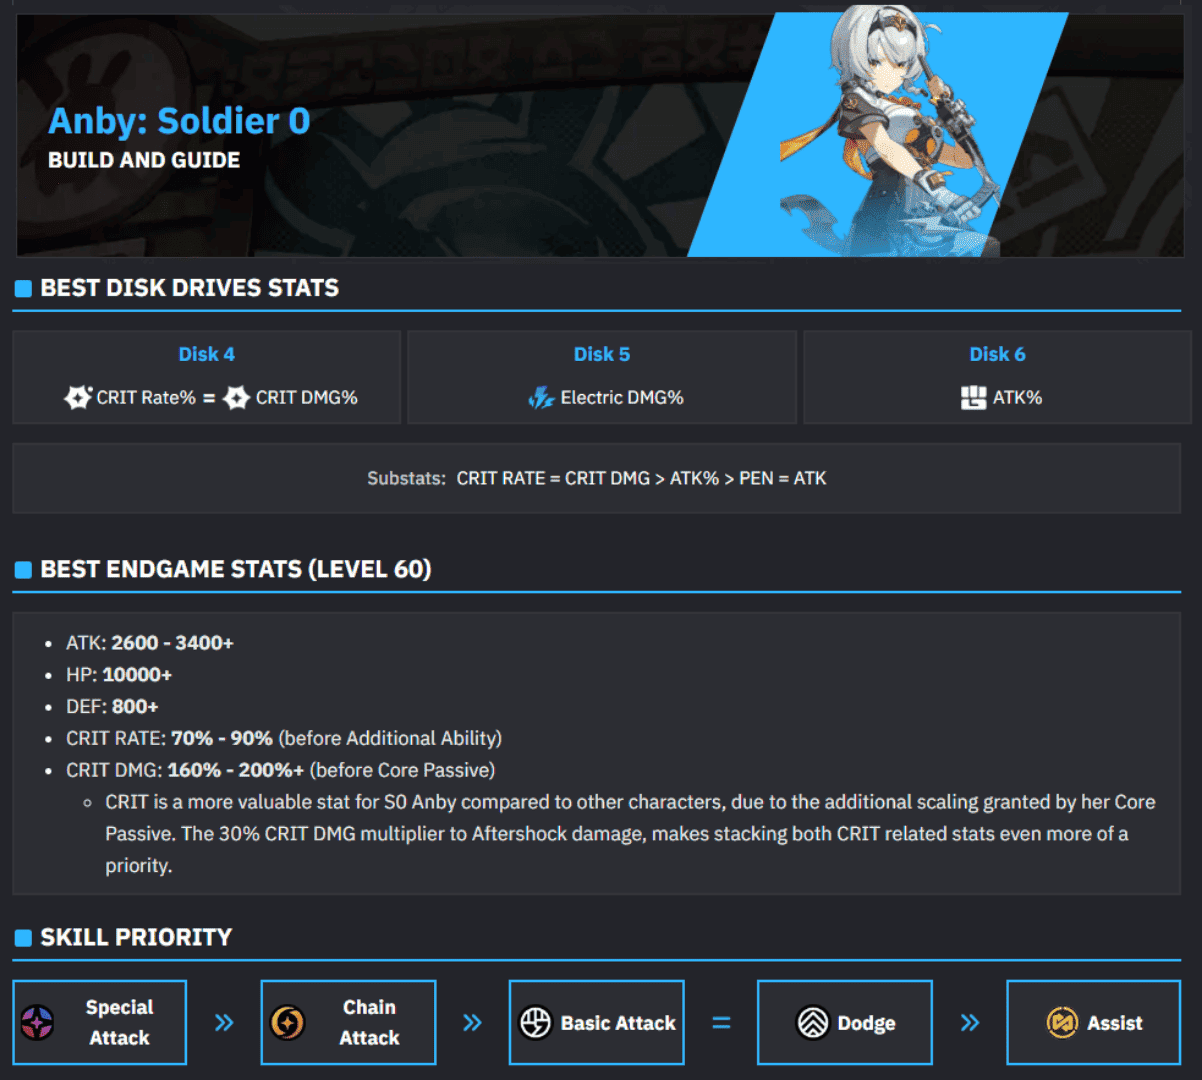 Anby: Soldier 0
BUILD AND GUIDE
BEST DISK DRIVES STATS
Disk 4
CRIT Rate% = CRIT DMG%
Disk 5
Electric DMG%
Disk 6
ATK%
Substats: CRIT RATE = CRIT DMG > ATK% > PEN = ATK
BEST ENDGAME STATS (LEVEL 60)
• ATK: 2600 - 3400+
• HP: 10000+
• DEF: 800+
• CRIT RATE: 70% - 90% (before Additional Ability)
• CRIT DMG: 160% - 200%+ (before Core Passive)
◦ CRIT is a more valuable stat for S0 Anby compared to other characters, due to the additional scaling granted by her Core
Passive. The 30% CRIT DMG multiplier to Aftershock damage, makes stacking both CRIT related stats even more of a
priority.
SKILL PRIORITY
Special
Attack
»
Chain
Attack
»
Basic Attack
=
Dodge
»
Assist